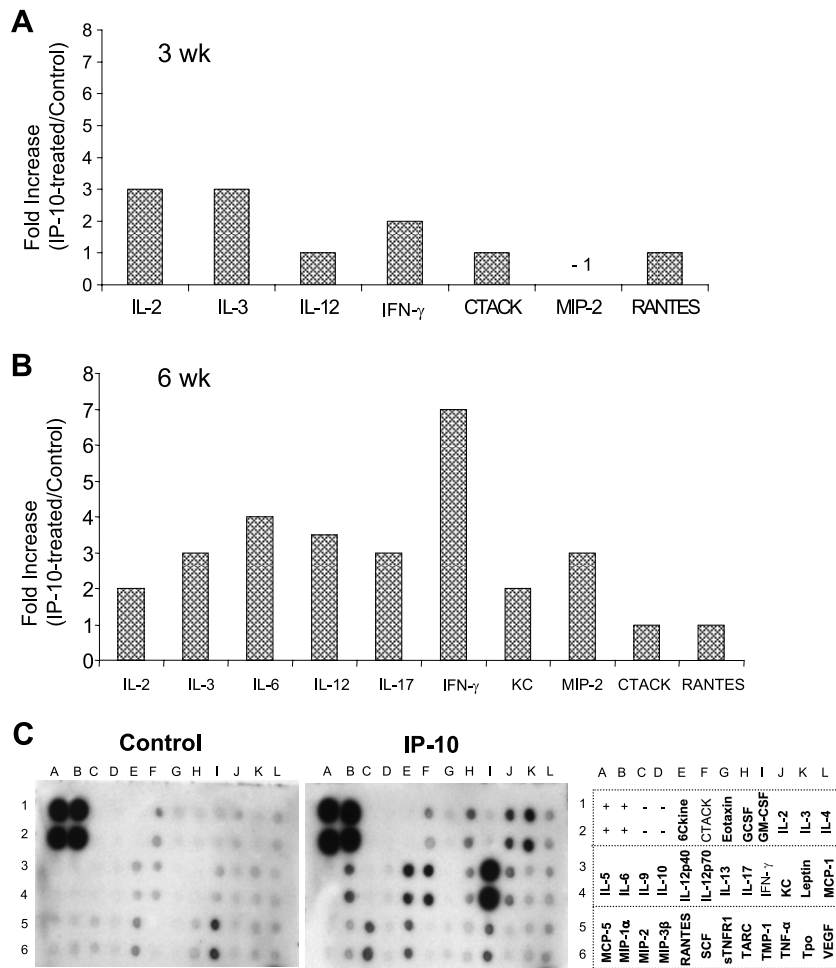 A
3 wk
Fold Increase
(IP-10-treated/Control)
8
7
6
5
4
3
2
1
0
- 1
IL-2 IL-3 IL-12 IFN-γ CTACK MIP-2 RANTES
B
6 wk
Fold Increase
(IP-10-treated/Control)
8
7
6
5
4
3
2
1
0
IL-2 IL-3 IL-6 IL-12 IL-17 IFN-γ KC MIP-2 CTACK RANTES
C
Control IP-10
A B C D E F G H I J K L
A B C D E F G H I J K L
A B C D E F G H I J K L
1
2
3
4
5
6
1
2
3
4
5
6
+ + - - 6Ckine CTACK Eotaxin GCSF GM-CSF IL-2 IL-3 IL-4
+ + - -
IL-5 IL-6 IL-9 IL-10 IL-12p40 IL-12p70 IL-13 IL-17 IFN- γ KC Leptin MCP-1
MCP-5 MIP-1α MIP-2 MIP-3β RANTES SCF sTNFR1 TARC TMP-1 TNF-α Tpo VEGF